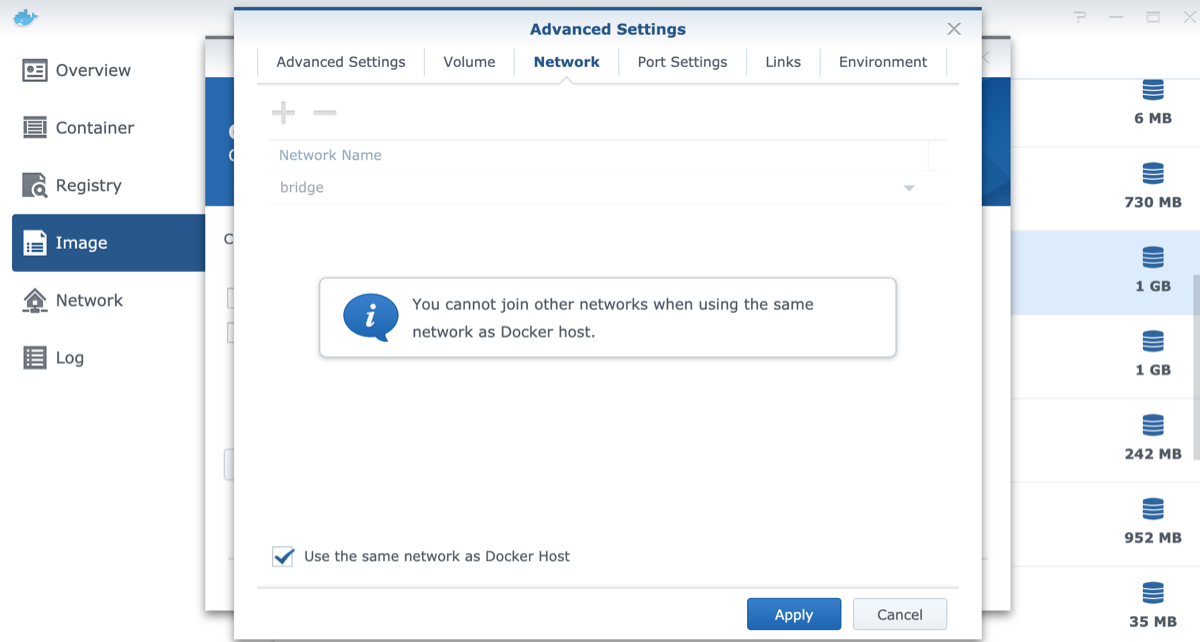 Advanced Settings
Advanced Settings
Volume
Network
Port Settings
Links
Environment
Overview
Container
Registry
Image
Network
Log
Network Name
bridge
You cannot join other networks when using the same
network as Docker host.
Use the same network as Docker Host
Apply
Cancel
6 MB
730 MB
1 GB
1 GB
242 MB
952 MB
35 MB